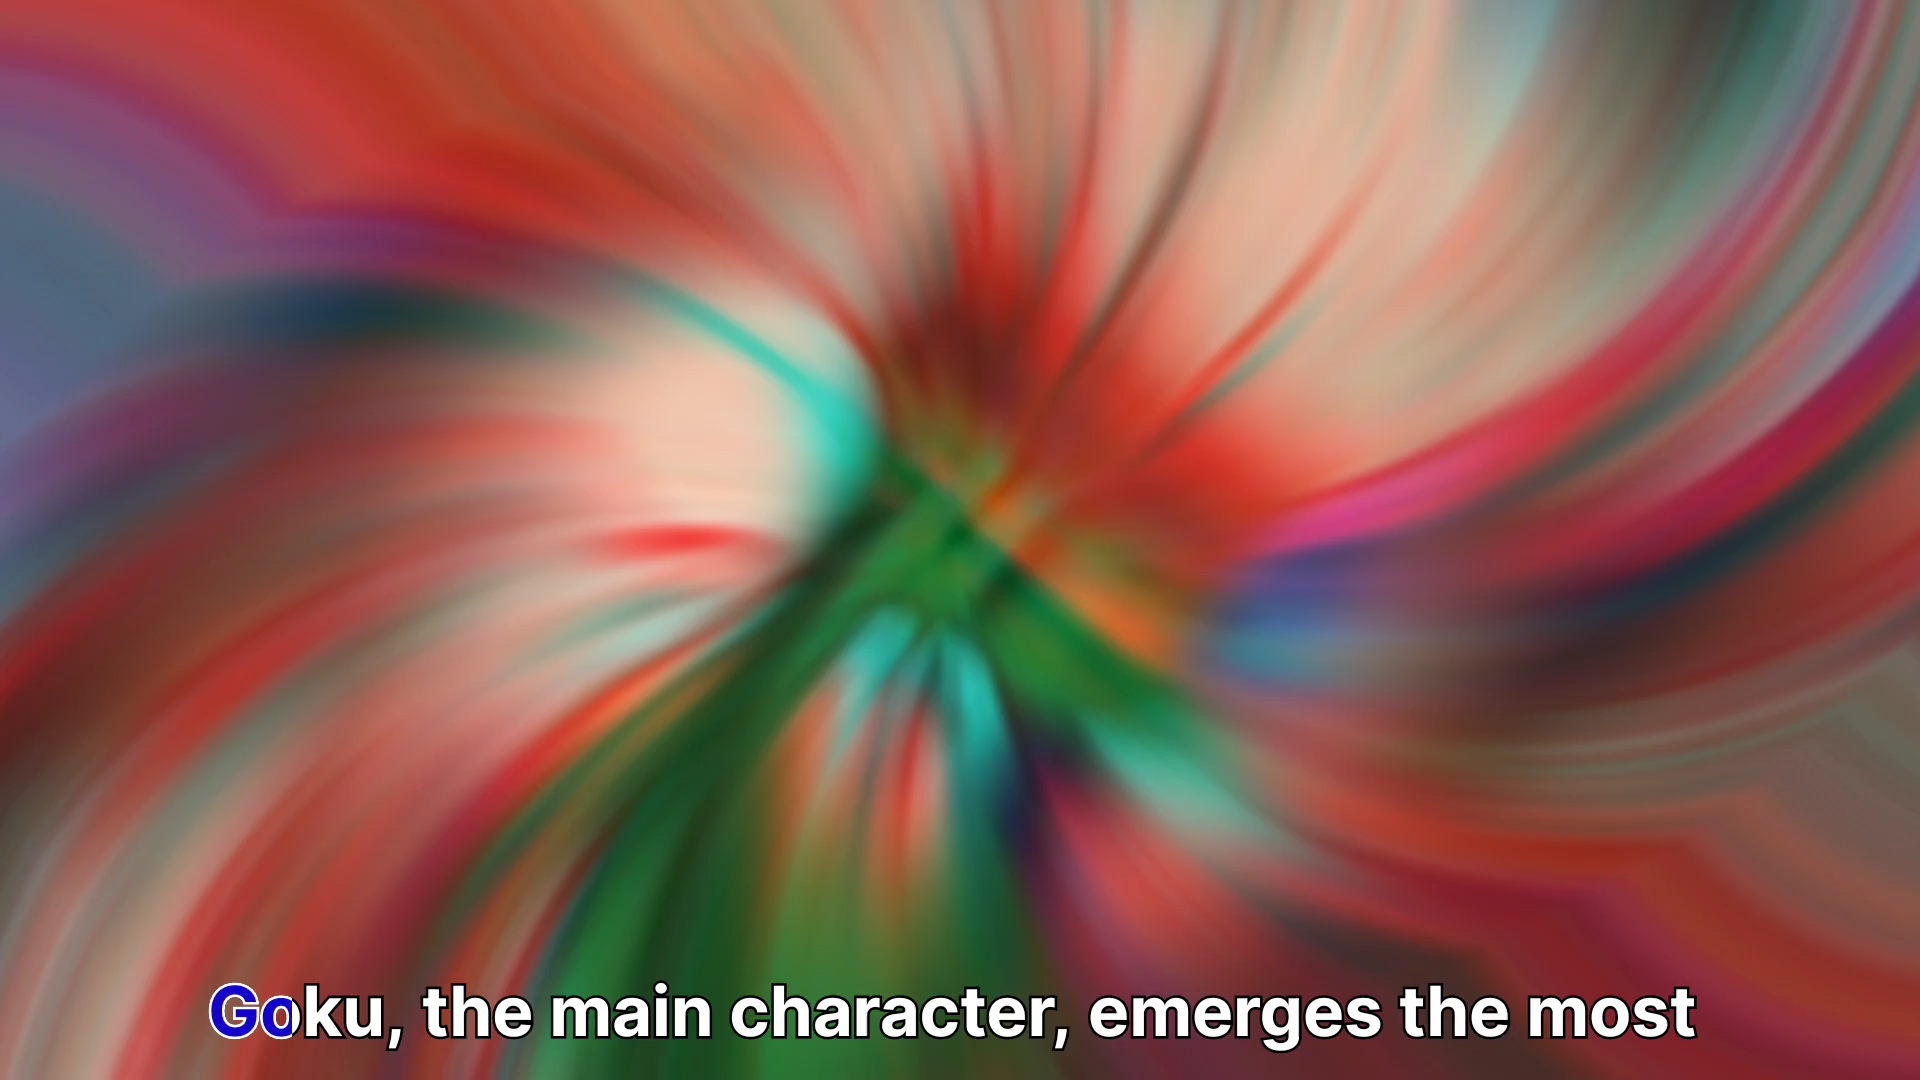 Goku, the main character, emerges the most